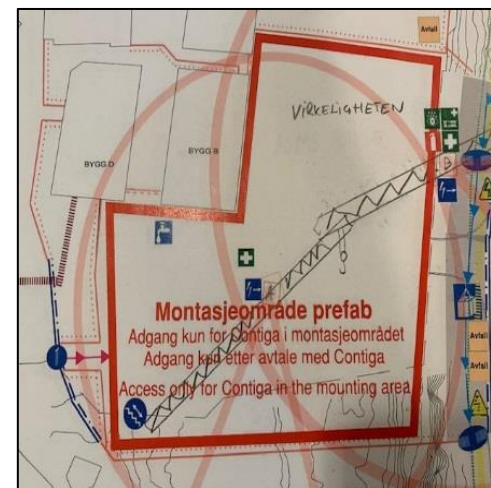 Avfall
VIRKELIGHETEN
BYGG D
BYGG B
Montasjeområde prefab
Adgang kun for Contiga i montasjeområdet
Adgang kun etter avtale med Contiga
Access only for Contiga in the mounting area
Avfall
Avfall